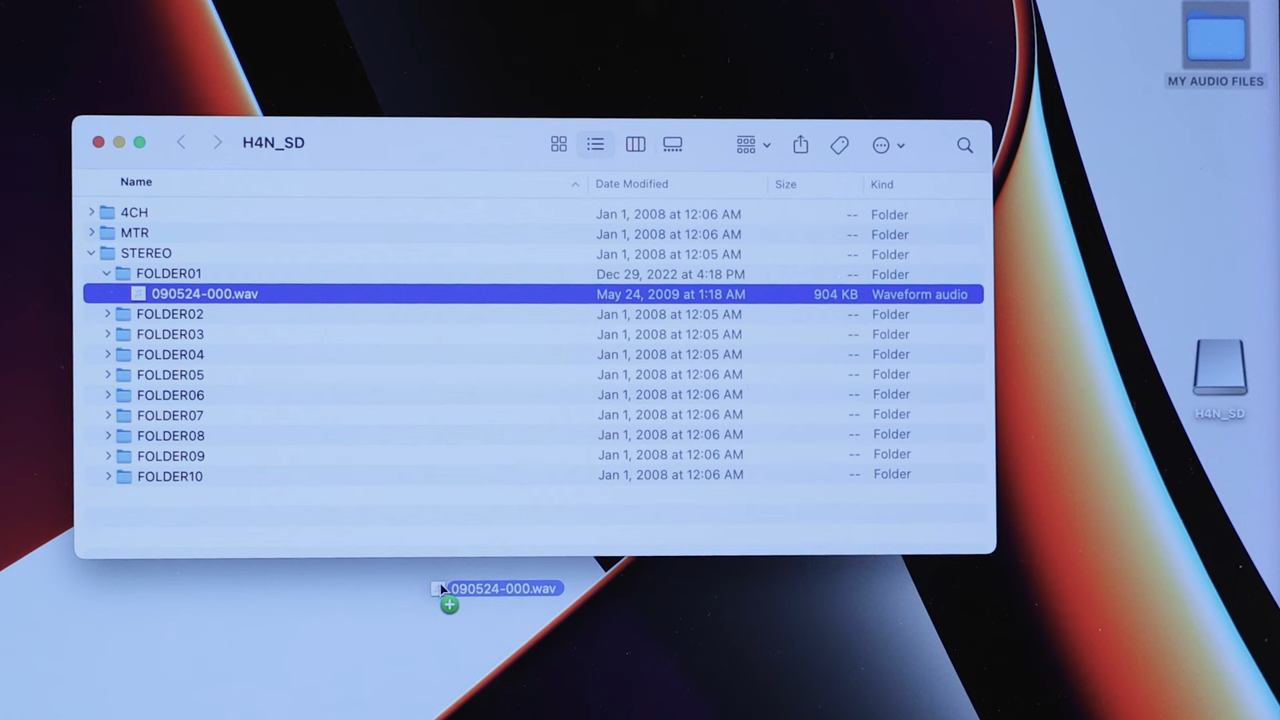 MY AUDIO FILES
H4N_SD
Name Date Modified Size Kind
4CH Jan 1, 2008 at 12:06 AM -- Folder
MTR Jan 1, 2008 at 12:06 AM -- Folder
STEREO Jan 1, 2008 at 12:05 AM -- Folder
FOLDER01 Dec 29, 2022 at 4:18 PM -- Folder
090524-000.wav May 24, 2009 at 1:18 AM 904 KB Waveform audio
FOLDER02 Jan 1, 2008 at 12:05 AM -- Folder
FOLDER03 Jan 1, 2008 at 12:05 AM -- Folder
FOLDER04 Jan 1, 2008 at 12:05 AM -- Folder
FOLDER05 Jan 1, 2008 at 12:06 AM -- Folder
FOLDER06 Jan 1, 2008 at 12:06 AM -- Folder
FOLDER07 Jan 1, 2008 at 12:06 AM -- Folder
FOLDER08 Jan 1, 2008 at 12:06 AM -- Folder
FOLDER09 Jan 1, 2008 at 12:06 AM -- Folder
FOLDER10 Jan 1, 2008 at 12:06 AM -- Folder
H4N_SD
090524-000.wav